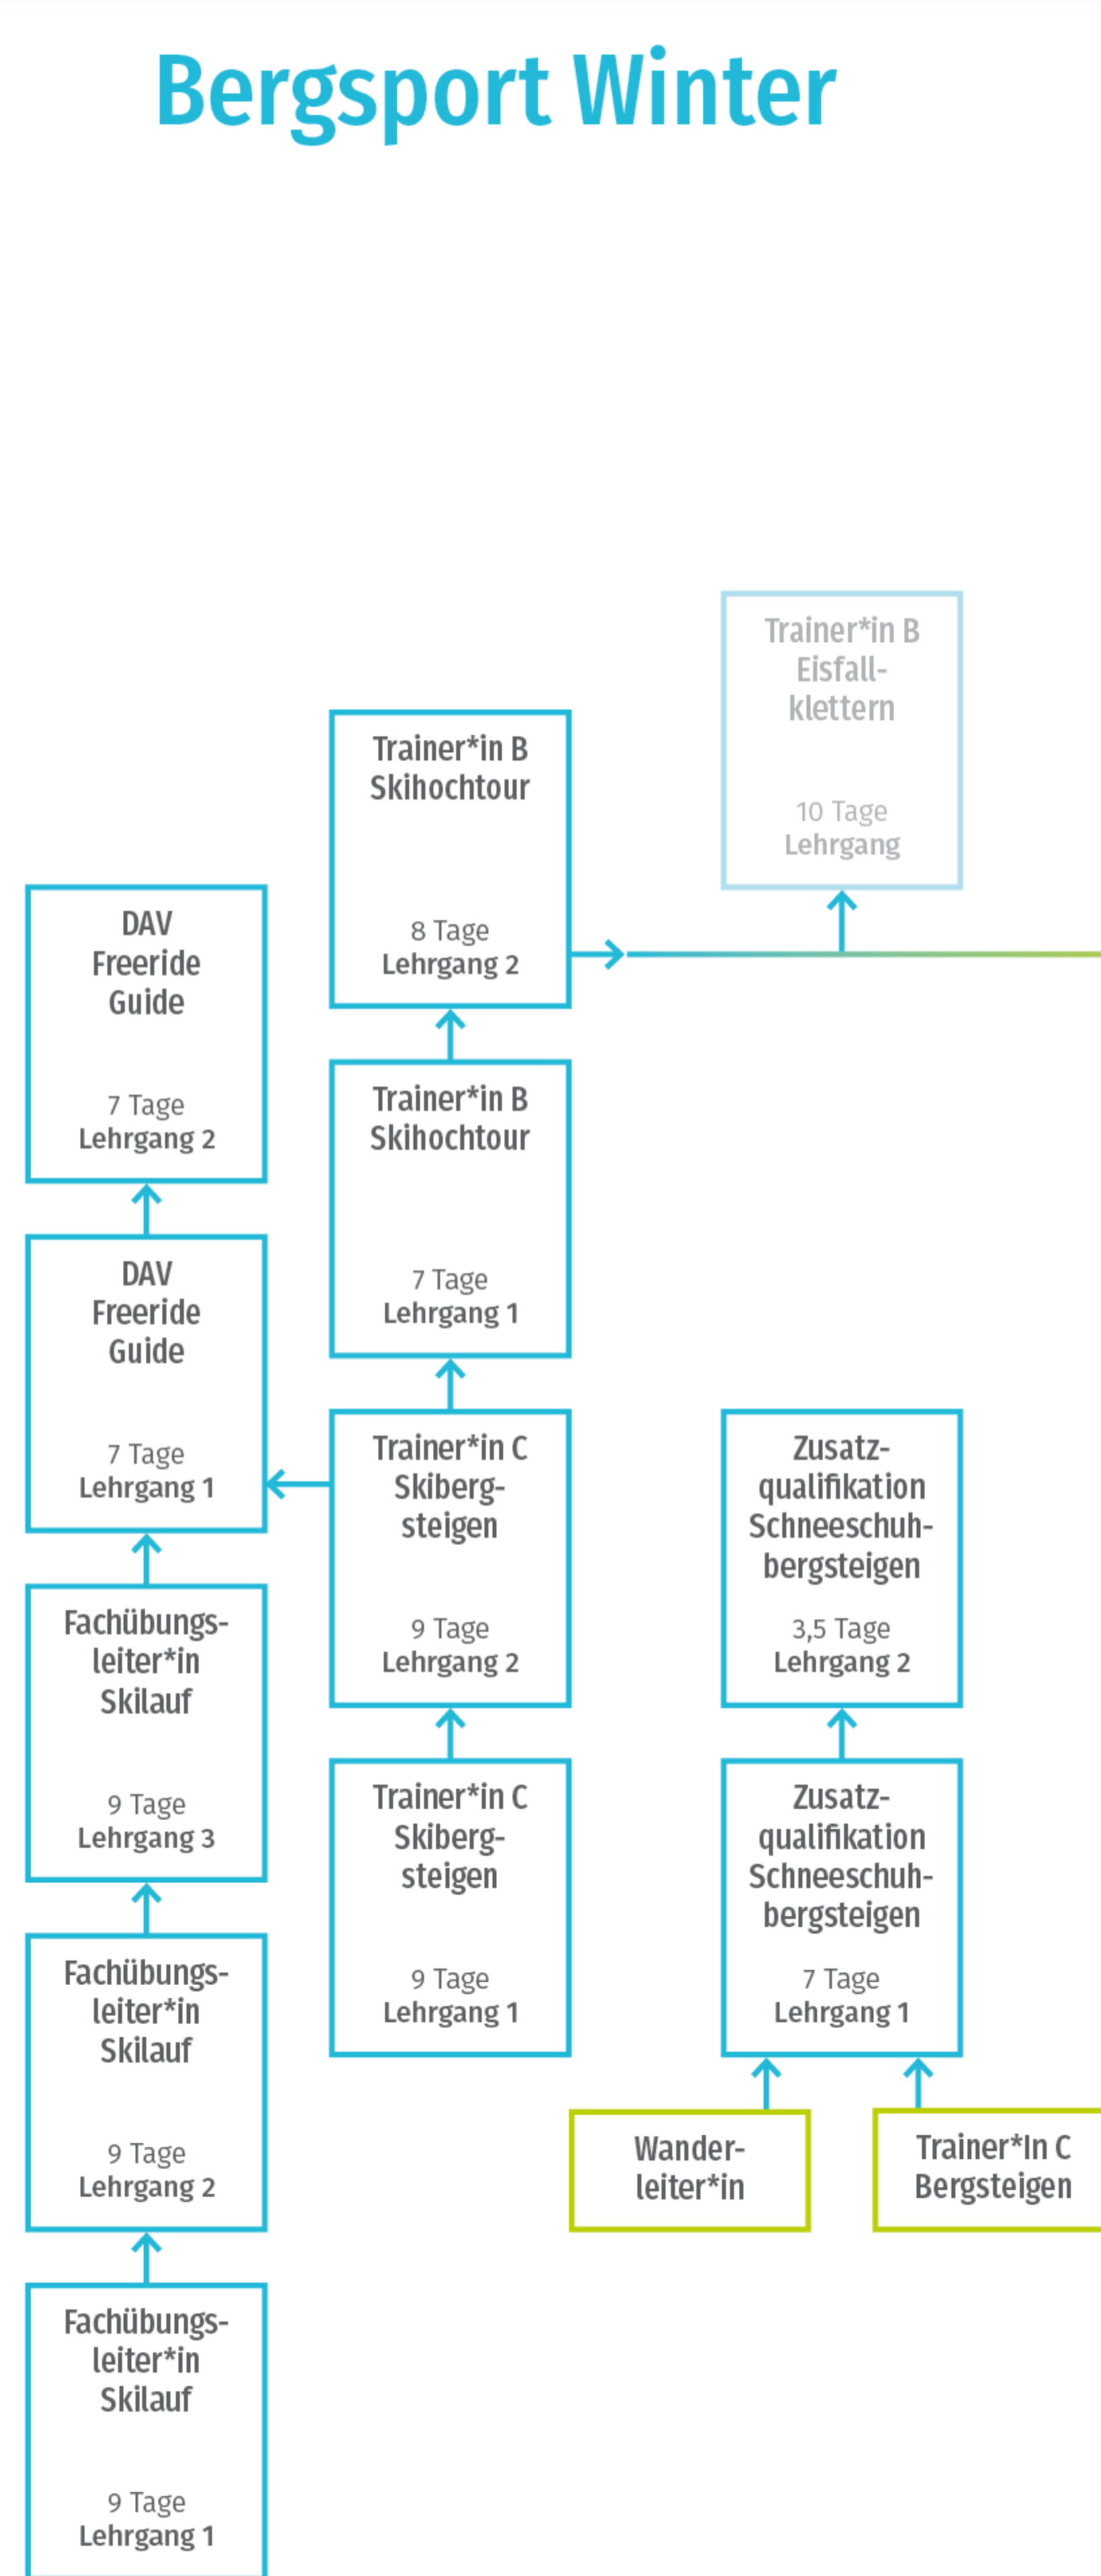 Bergsport Winter
Trainer*in B
Eisfall-
klettern
10 Tage
Lehrgang
Trainer*in B
Skihochtour
8 Tage
Lehrgang 2
DAV
Freeride
Guide
7 Tage
Lehrgang 2
Trainer*in B
Skihochtour
7 Tage
Lehrgang 1
DAV
Freeride
Guide
7 Tage
Lehrgang 1
Trainer*in C
Skiberg-
steigen
9 Tage
Lehrgang 2
Zusatz-
qualifikation
Schneeschuh-
bergsteigen
3,5 Tage
Lehrgang 2
Fachübungs-
leiter*in
Skilauf
9 Tage
Lehrgang 3
Trainer*in C
Skiberg-
steigen
9 Tage
Lehrgang 1
Zusatz-
qualifikation
Schneeschuh-
bergsteigen
7 Tage
Lehrgang 1
Fachübungs-
leiter*in
Skilauf
9 Tage
Lehrgang 2
Wander-
leiter*in
Trainer*In C
Bergsteigen
Fachübungs-
leiter*in
Skilauf
9 Tage
Lehrgang 1